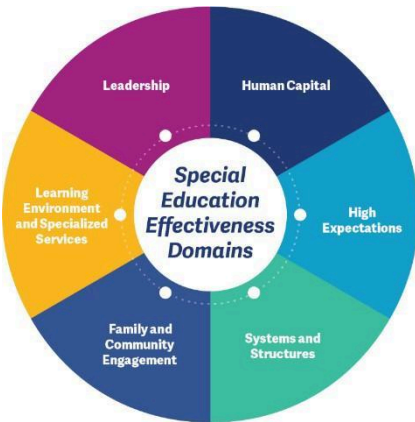 Special
Education
Effectiveness
Domains
Leadership
Human Capital
High
Expectations
Systems and
Structures
Family and
Community
Engagement
Learning
Environment
and Specialized
Services